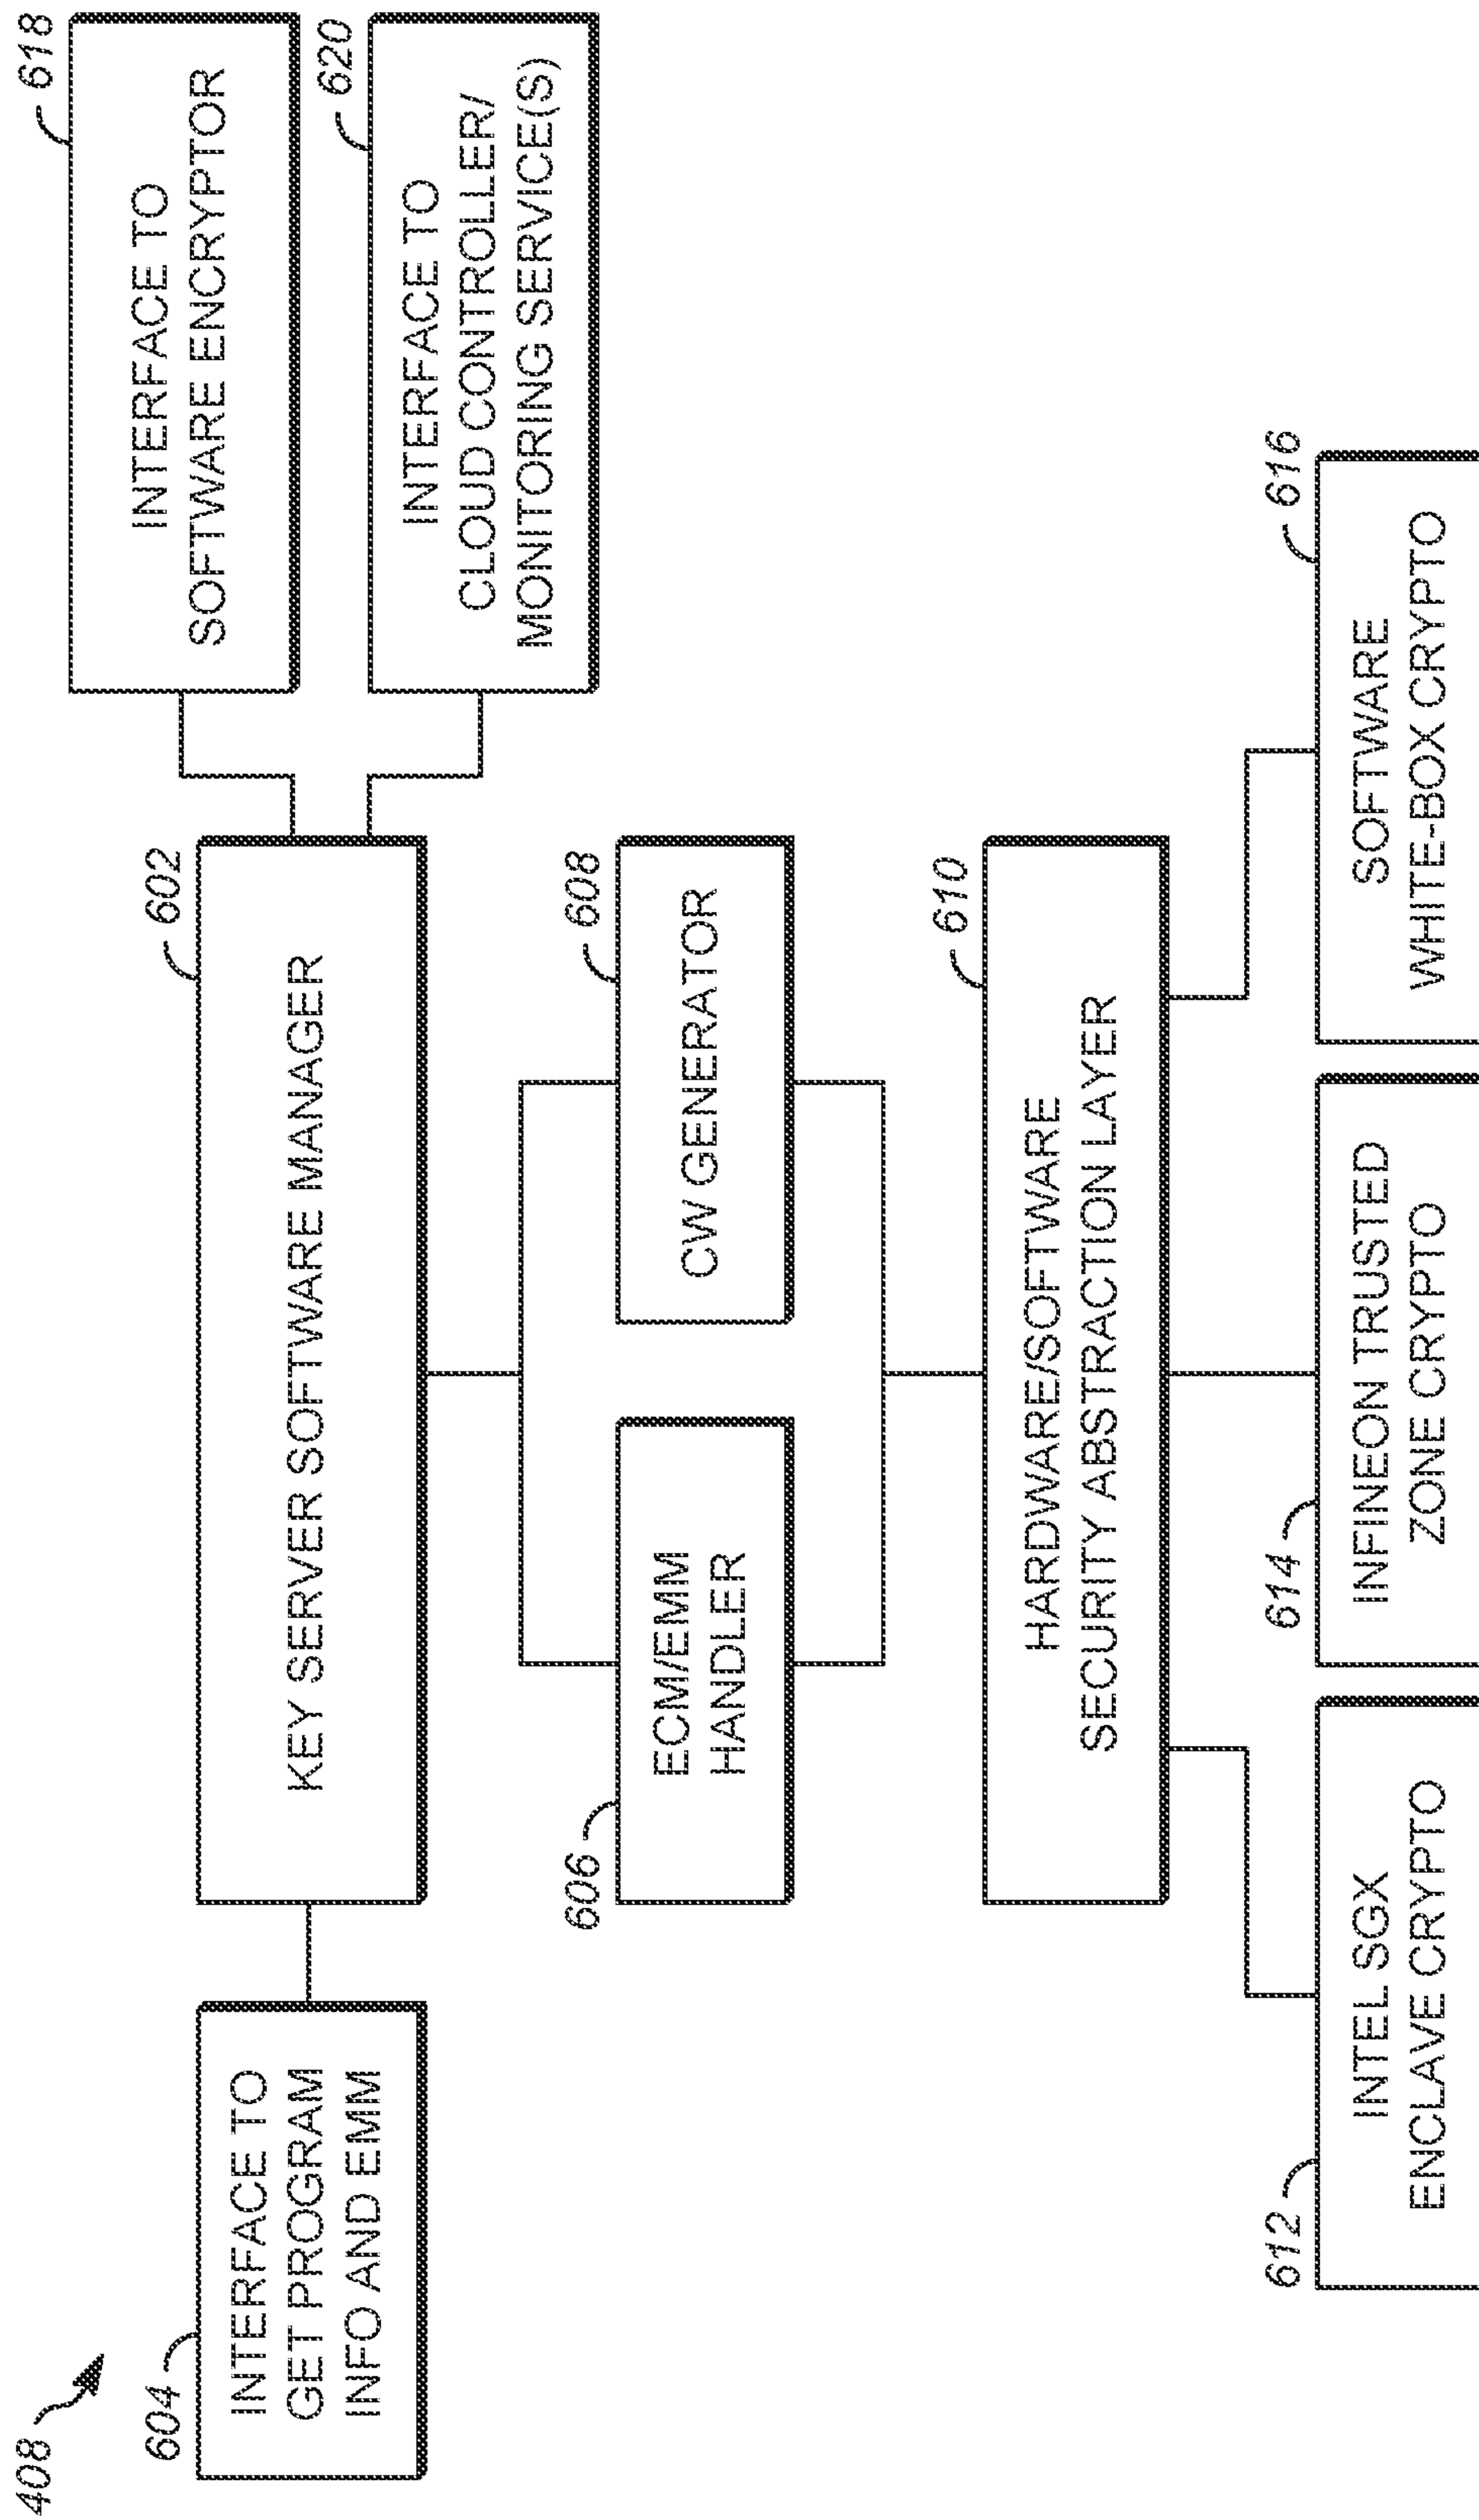 408
604
INTERFACE TO
GET PROGRAM
INFO AND EMM
602
KEY SERVER SOFTWARE MANAGER
618
INTERFACE TO
SOFTWARE ENCRYPTOR
620
INTERFACE TO
CLOUD CONTROLLER/
MONITORING SERVICE(S)
606
ECM/EMM
HANDLER
608
CW GENERATOR
610
HARDWARE/SOFTWARE
SECURITY ABSTRACTION LAYER
612
INTEL SGX
ENCLAVE CRYPTO
614
INFINEON TRUSTED
ZONE CRYPTO
616
SOFTWARE
WHITE-BOX CRYPTO